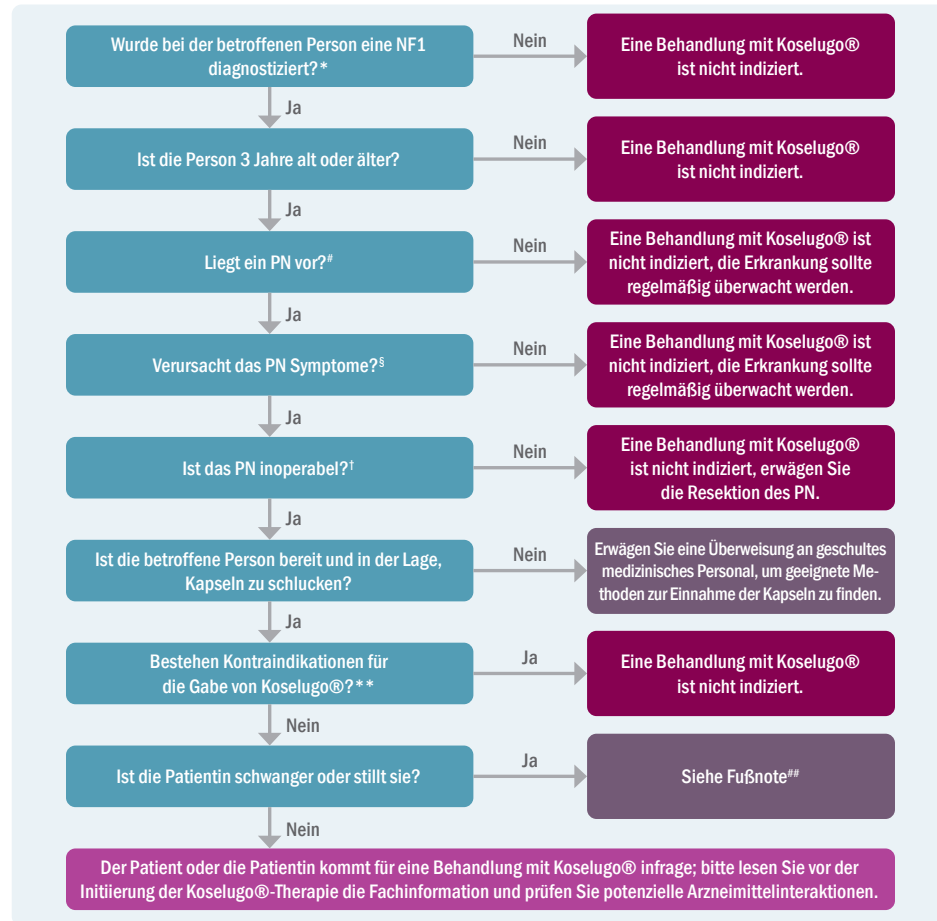 Wurde bei der betroffenen Person eine NF1
diagnostiziert?*
Nein
Eine Behandlung mit Koselugo®
ist nicht indiziert.
Ja
Ist die Person 3 Jahre alt oder älter?
Nein
Eine Behandlung mit Koselugo®
ist nicht indiziert.
Ja
Liegt ein PN vor?#
Nein
Eine Behandlung mit Koselugo® ist
nicht indiziert, die Erkrankung sollte
regelmäßig überwacht werden.
Ja
Verursacht das PN Symptome?§
Nein
Eine Behandlung mit Koselugo® ist
nicht indiziert, die Erkrankung sollte
regelmäßig überwacht werden.
Ja
Ist das PN inoperabel?†
Nein
Eine Behandlung mit Koselugo®
ist nicht indiziert, erwägen Sie
die Resektion des PN.
Ja
Ist die betroffene Person bereit und in der Lage,
Kapseln zu schlucken?
Nein
Erwägen Sie eine Überweisung an geschultes
medizinisches Personal, um geeignete Me-
thoden zur Einnahme der Kapseln zu finden.
Ja
Bestehen Kontraindikationen für
die Gabe von Koselugo®?**
Ja
Eine Behandlung mit Koselugo®
ist nicht indiziert.
Nein
Ist die Patientin schwanger oder stillt sie?
Ja
Siehe Fußnote##
Nein
Der Patient oder die Patientin kommt für eine Behandlung mit Koselugo® infrage; bitte lesen Sie vor der
Initiierung der Koselugo®-Therapie die Fachinformation und prüfen Sie potenzielle Arzneimittelinteraktionen.